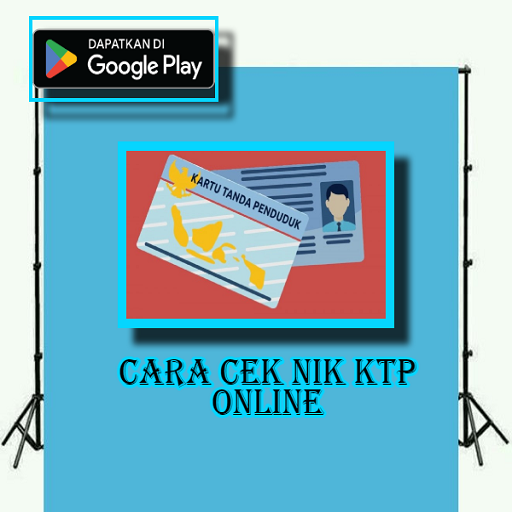 DAPATKAN DI
Google Play
KARTU TANDA PENDUDUK
CARA CEK NIK KTP
ONLINE